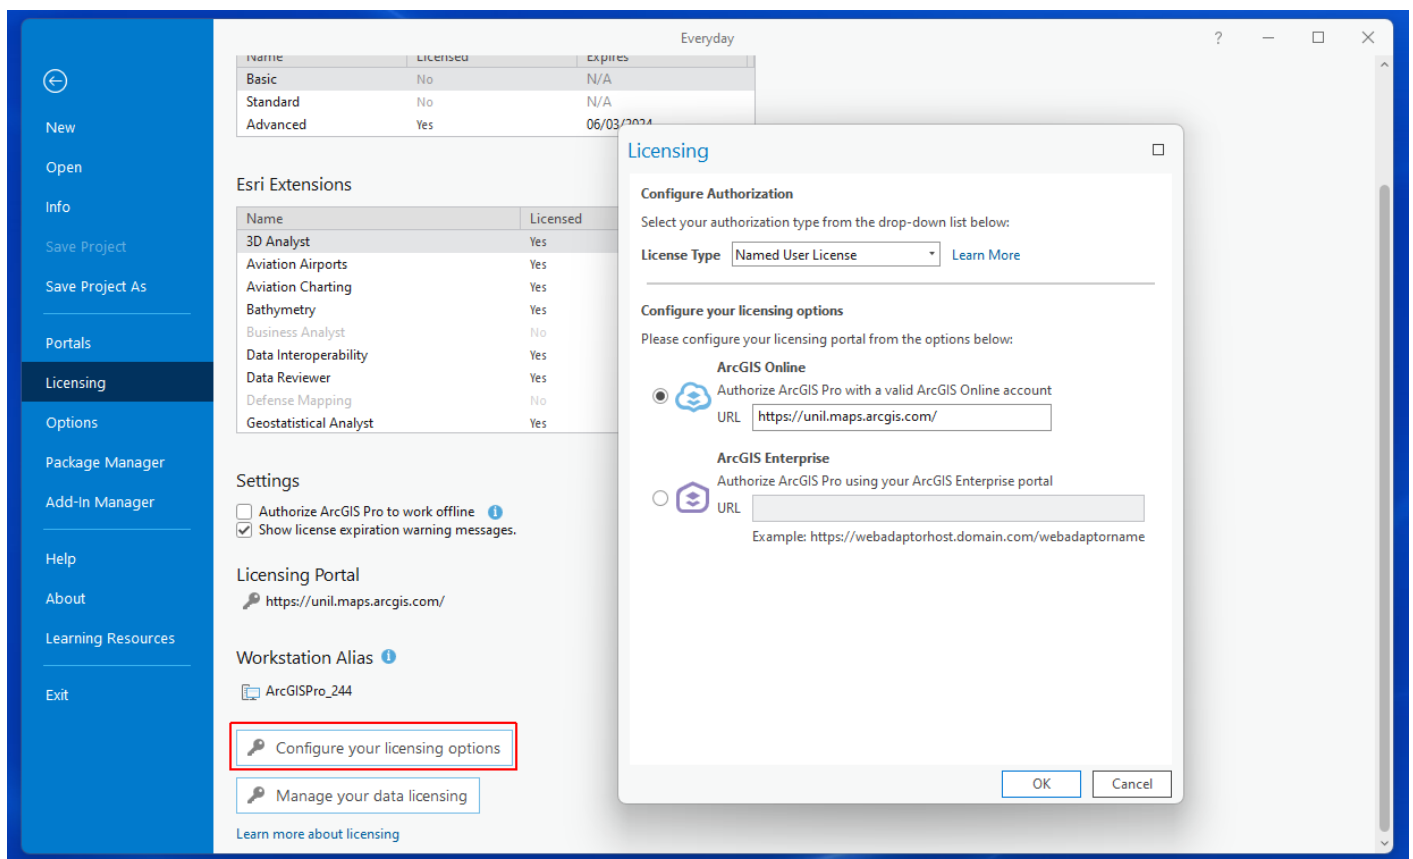 Everyday
?
New
Open
Info
Save Project
Save Project As
Portals
Licensing
Options
Package Manager
Add-In Manager
Help
About
Learning Resources
Exit
Name Licensed Expires
Basic No N/A
Standard No N/A
Advanced Yes 06/03/2024
Esri Extensions
Name Licensed
3D Analyst Yes
Aviation Airports Yes
Aviation Charting Yes
Bathymetry Yes
Business Analyst No
Data Interoperability Yes
Data Reviewer Yes
Defense Mapping No
Geostatistical Analyst Yes
Settings
Authorize ArcGIS Pro to work offline
Show license expiration warning messages.
Licensing Portal
https://unil.maps.arcgis.com/
Workstation Alias
ArcGISPro_244
Configure your licensing options
Manage your data licensing
Learn more about licensing
Licensing
Configure Authorization
Select your authorization type from the drop-down list below:
License Type Named User License Learn More
Configure your licensing options
Please configure your licensing portal from the options below:
ArcGIS Online
Authorize ArcGIS Pro with a valid ArcGIS Online account
URL https://unil.maps.arcgis.com/
ArcGIS Enterprise
Authorize ArcGIS Pro using your ArcGIS Enterprise portal
URL
Example: https://webadaptorhost.domain.com/webadaptorname
OK Cancel